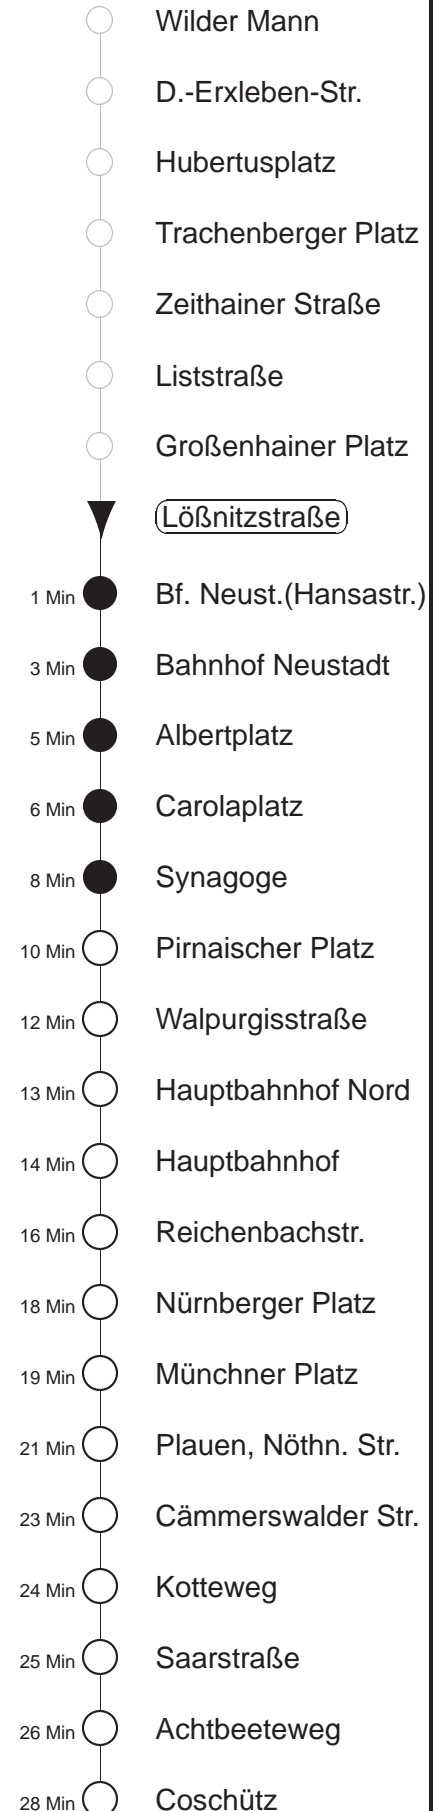 Wilder Mann
D.-Erxleben-Str.
Hubertusplatz
Trachenberger Platz
Zeithainer Straße
Liststraße
Großenhainer Platz
Lößnitzstraße
1 Min Bf. Neust.(Hansastr.)
3 Min Bahnhof Neustadt
5 Min Albertplatz
6 Min Carolaplatz
8 Min Synagoge
10 Min Pirnaischer Platz
12 Min Walpurgisstraße
13 Min Hauptbahnhof Nord
14 Min Hauptbahnhof
16 Min Reichenbachstr.
18 Min Nürnberger Platz
19 Min Münchner Platz
21 Min Plauen, Nöthn. Str.
23 Min Cämmerswalder Str.
24 Min Kotteweg
25 Min Saarstraße
26 Min Achtbeeteweg
28 Min Coschütz